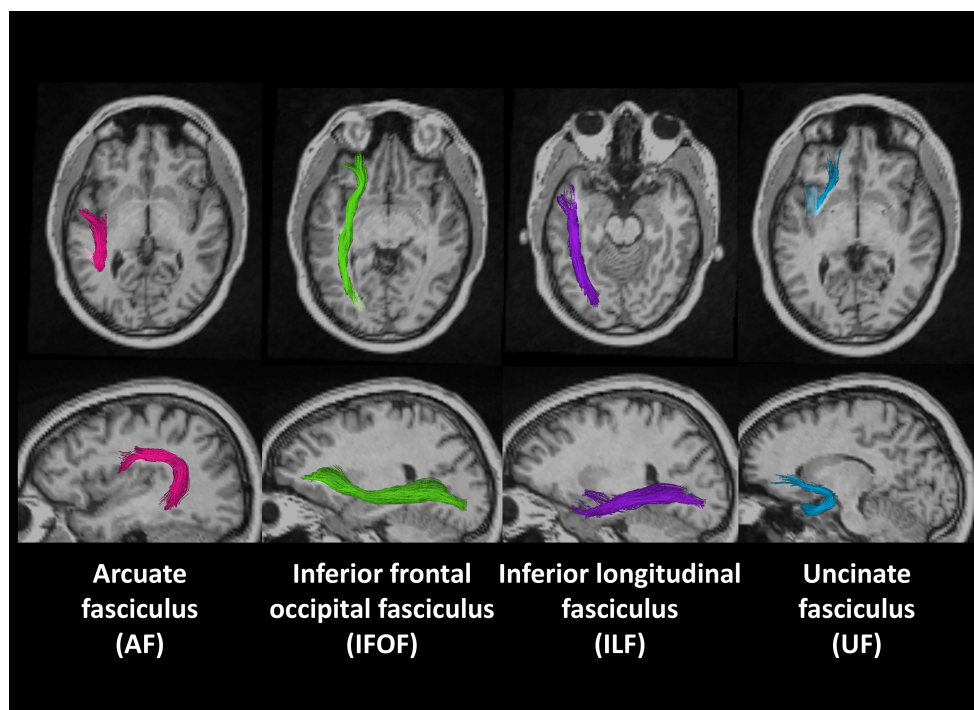 Arcuate
fasciculus
(AF)
Inferior frontal
occipital fasciculus
(IFOF)
Inferior longitudinal
fasciculus
(ILF)
Uncinate
fasciculus
(UF)